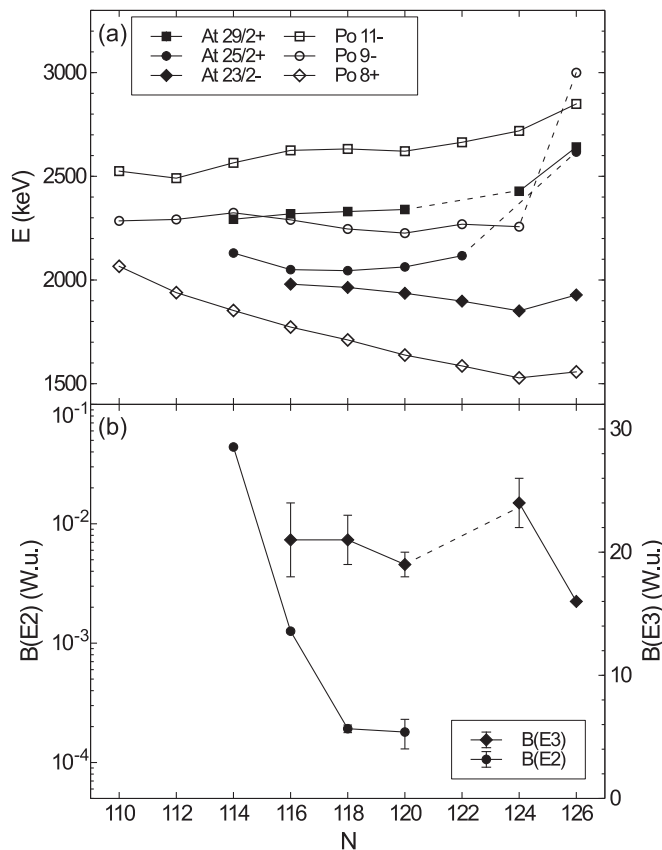 (a)
At 29/2+ Po 11-
At 25/2+ Po 9-
At 23/2- Po 8+
3000
2500
2000
1500
E (keV)
(b)
10-1
10-2
10-3
10-4
B(E2) (W.u.)
30
20
10
0
B(E3) (W.u.)
B(E3)
B(E2)
110 112 114 116 118 120 122 124 126
N